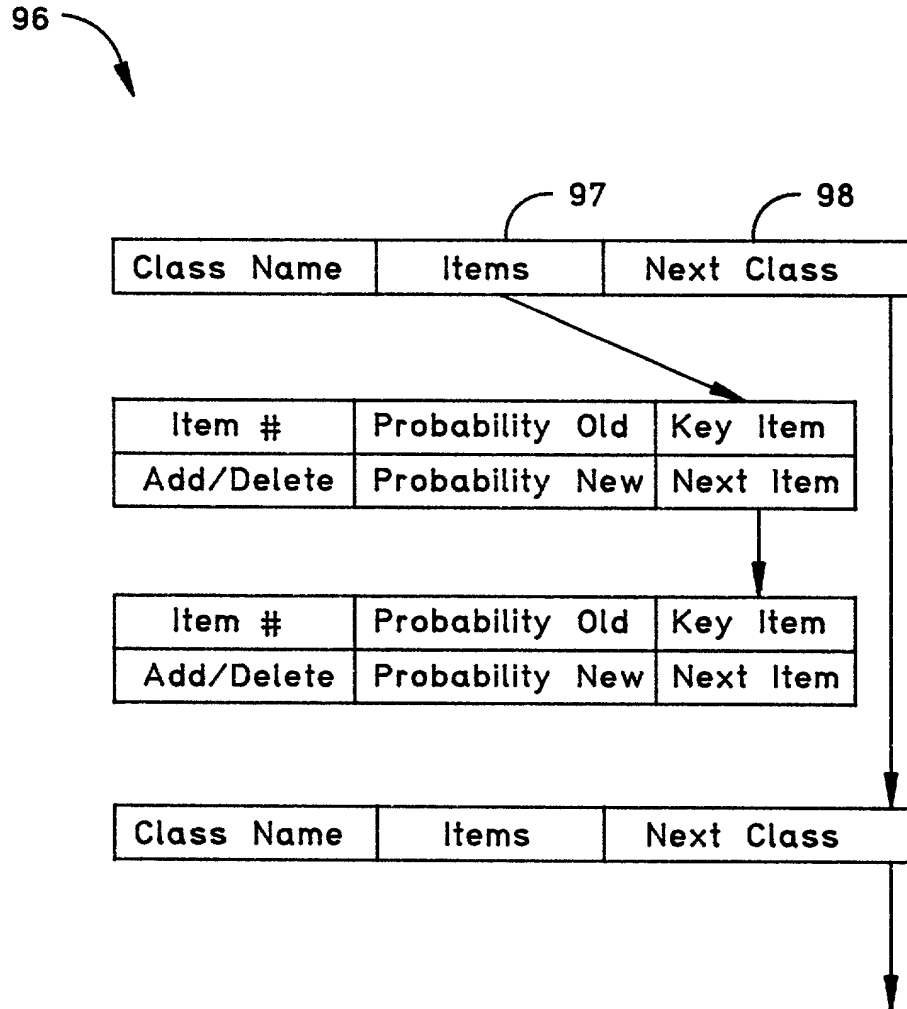 96
97 98
Class Name Items Next Class
Item # Probability Old Key Item
Add/Delete Probability New Next Item
Item # Probability Old Key Item
Add/Delete Probability New Next Item
Class Name Items Next Class